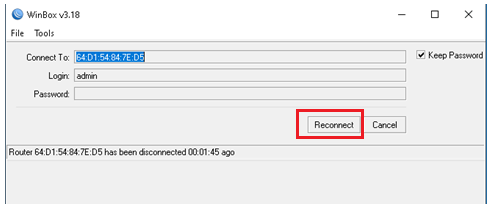 WinBox v3.18
File Tools
Connect To: 64:D1:54:84:7E:D5 Keep Password
Login: admin
Password:
Reconnect Cancel
Router 64:D1:54:84:7E:D5 has been disconnected 00:01:45 ago